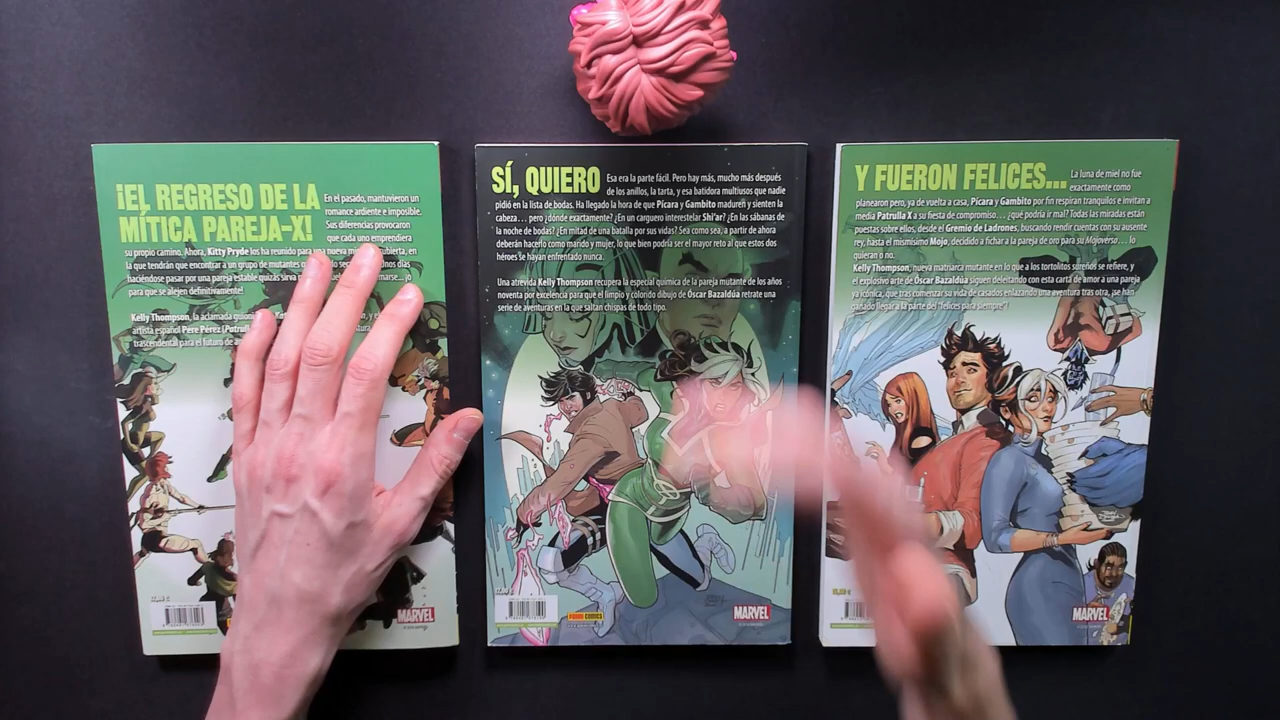 ¡EL REGRESO DE LA
MÍTICA PAREJA-X!
En el pasado, mantuvieron un
romance ardiente e imposible.
Sus diferencias provocaron
que cada uno emprendiera
su propio camino. Ahora, Kitty Pryde los ha reunido para una nueva
la que tendrán que encontrar a un grupo de mutantes
haciéndose pasar por una pareja estable quizás sirva
para que se alejen definitivamente!
Kelly Thompson, la aclamada
artista español Pere Pérez
trascendental para el futuro de
MARVEL
SÍ, QUIERO
Esa era la parte fácil. Pero hay más, mucho más después
de los anillos, la tarta, y esa batidora multiusos que nadie
pidió en la lista de bodas. Ha llegado la hora de que Pícara y Gambito maduren y sienten la
cabeza... pero ¿dónde exactamente? ¿En un carguero interestelar Shi'ar? ¿En las sábanas de
la noche de bodas? ¿En mitad de una batalla por sus vidas? Sea como sea, a partir de ahora
deberán hacerlo como marido y mujer, lo que bien podría ser el mayor reto al que estos dos
héroes se hayan enfrentado nunca.
Una atrevida Kelly Thompson recupera la especial química de la pareja mutante de los años
noventa por excelencia para que el limpio y colorido dibujo de Óscar Bazaldúa retrate una
serie de aventuras en la que saltan chispas de todo tipo.
PANINI COMICS
MARVEL
Y FUERON FELICES...
La luna de miel no fue
exactamente como
planearon pero, ya de vuelta a casa, Pícara y Gambito por fin respiran tranquilos e invitan a
media Patrulla X a su fiesta de compromiso... ¿qué podría ir mal? Todas las miradas están
puestas sobre ellos, desde el Gremio de Ladrones, buscando rendir cuentas con su ausente
rey, hasta el mismísimo Mojo, decidido a fichar a la pareja de oro para su Mojoverso... lo
quieran o no.
Kelly Thompson, nueva matriarca mutante en lo que a los tortolitos sureños se refiere, y
el explosivo arte de Óscar Bazaldúa siguen deleitando con esta carta de amor a una pareja
ya icónica, que tras comenzar su vida de casados enlazando una aventura tras otra, ¡se han
ganado llegar a la parte del "felices para siempre"!
MARVEL